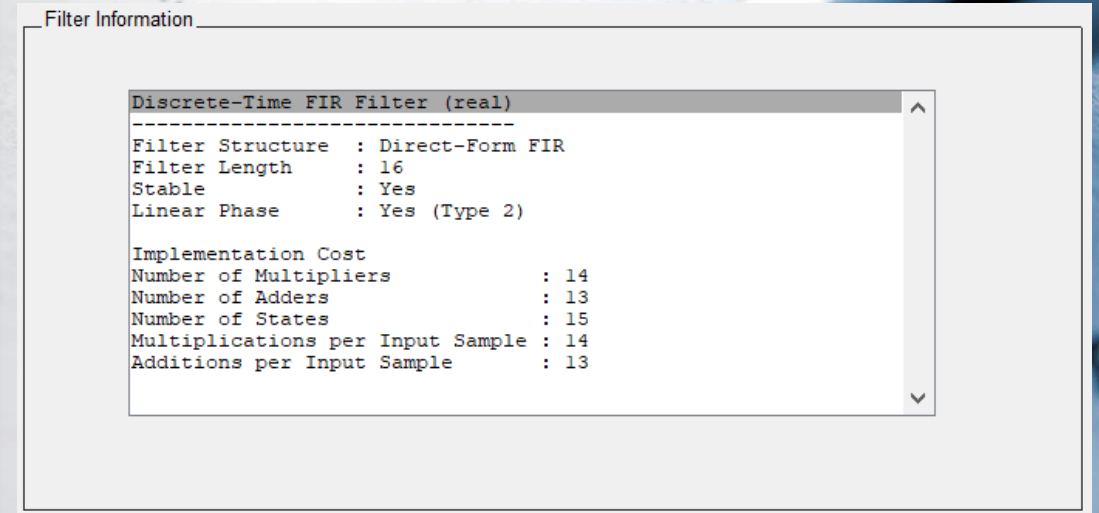 Filter Information
Discrete-Time FIR Filter (real)
-------------------------------
Filter Structure  : Direct-Form FIR
Filter Length     : 16
Stable            : Yes
Linear Phase      : Yes (Type 2)
Implementation Cost
Number of Multipliers            : 14
Number of Adders                 : 13
Number of States                 : 15
Multiplications per Input Sample : 14
Additions per Input Sample       : 13